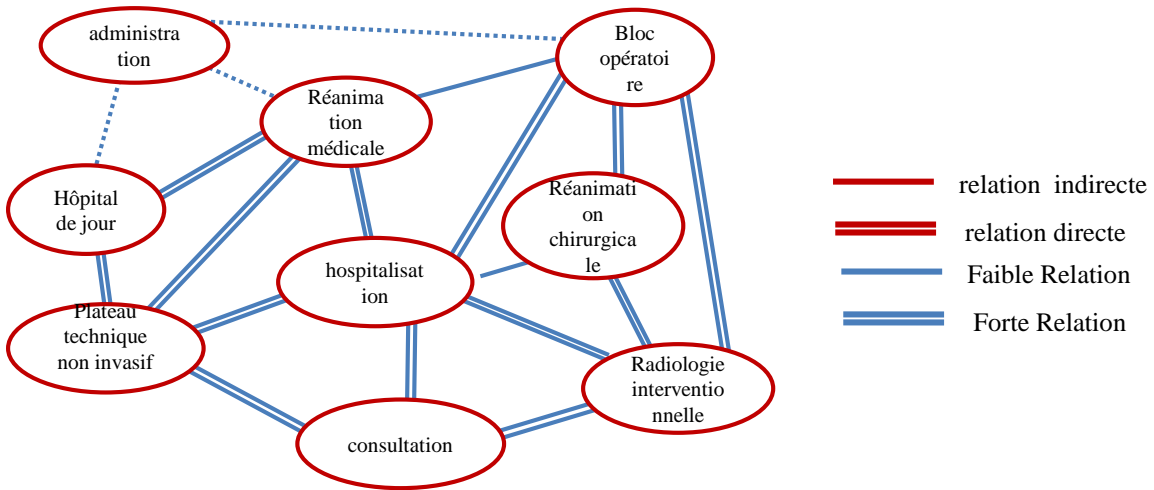 administra
tion
Bloc
opératoi
re
Réanima
tion
médicale
Hôpital
de jour
Réanimati
on
chirurgica
le
hospitalisat
ion
Plateau
technique
non invasif
Radiologie
interventio
nnelle
consultation
relation indirecte
relation directe
Faible Relation
Forte Relation